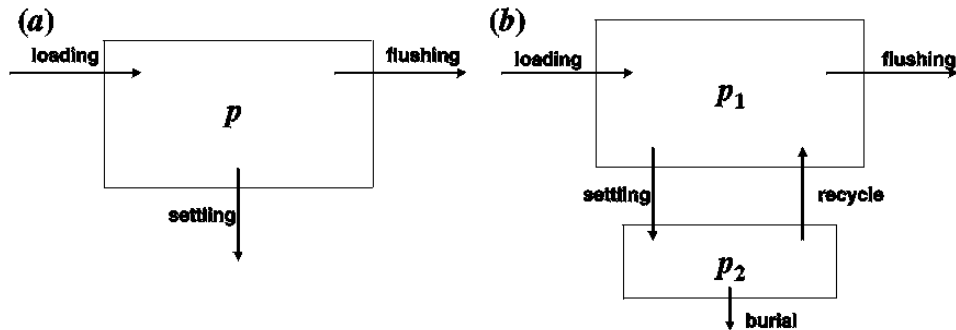 (a)
loading
flushing
p
settling
(b)
loading
flushing
p1
settling
recycle
p2
burial